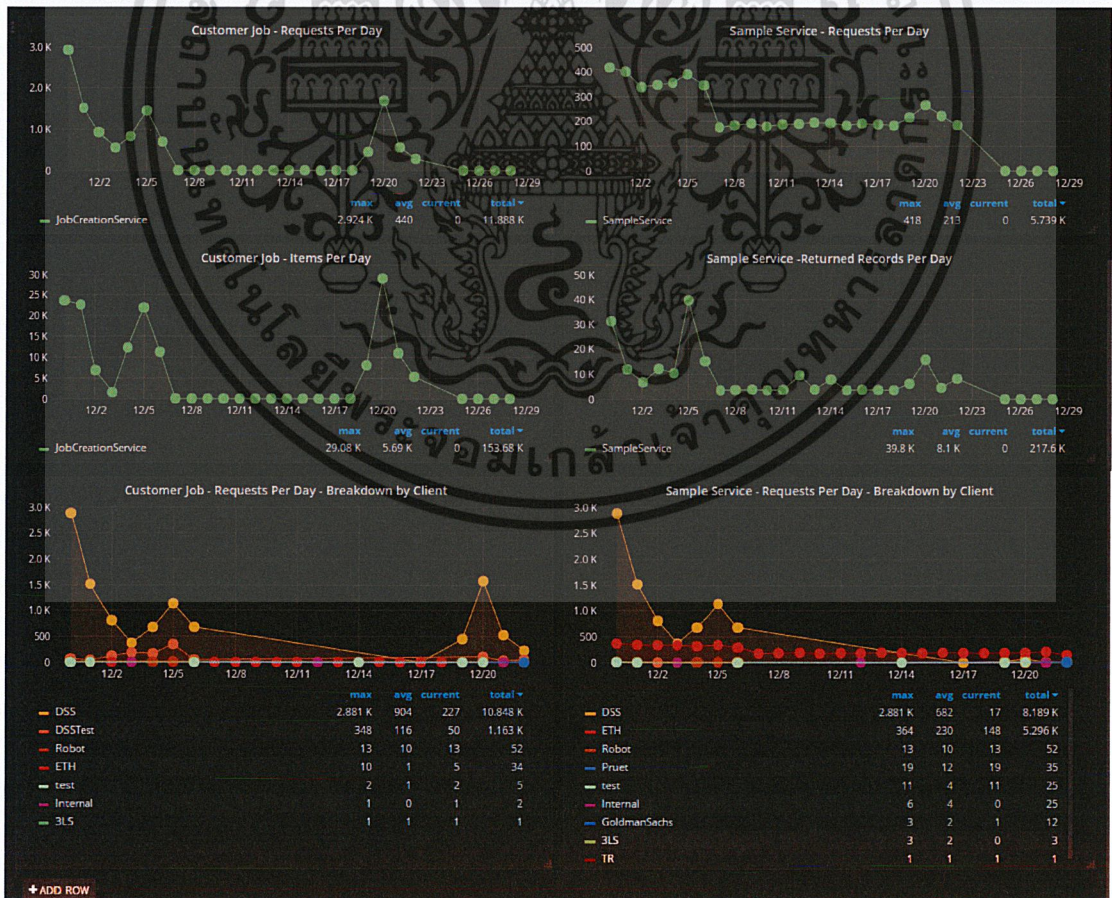 Customer Job - Requests Per Day
3.0 K
2.0 K
1.0 K
0
12/2 12/5 12/8 12/11 12/14 12/17 12/20 12/23 12/26 12/29
max avg current total
JobCreationService 2.924 K 440 0 11.888 K
Sample Service - Requests Per Day
500
400
300
200
100
0
12/2 12/5 12/8 12/11 12/14 12/17 12/20 12/23 12/26 12/29
max avg current total
SampleService 418 213 0 5.739 K
Customer Job - Items Per Day
30 K
25 K
20 K
15 K
10 K
5 K
0
12/2 12/5 12/8 12/11 12/14 12/17 12/20 12/23 12/26 12/29
max avg current total
JobCreationService 29.08 K 5.69 K 0 153.68 K
Sample Service -Returned Records Per Day
50 K
40 K
30 K
20 K
10 K
0
12/2 12/5 12/8 12/11 12/14 12/17 12/20 12/23 12/26 12/29
max avg current total
SampleService 39.8 K 8.1 K 0 217.6 K
Customer Job - Requests Per Day - Breakdown by Client
3.0 K
2.5 K
2.0 K
1.5 K
1.0 K
500
0
12/2 12/5 12/8 12/11 12/14 12/17 12/20
max avg current total
DSS 2.881 K 904 227 10.848 K
DSSTest 348 116 50 1.163 K
Robot 13 10 13 52
ETH 10 1 5 34
test 2 1 2 5
Internal 1 0 1 2
3LS 1 1 1 1
Sample Service - Requests Per Day - Breakdown by Client
3.0 K
2.5 K
2.0 K
1.5 K
1.0 K
500
0
12/2 12/5 12/8 12/11 12/14 12/17 12/20
max avg current total
DSS 2.881 K 682 17 8.189 K
ETH 364 230 148 5.296 K
Robot 13 10 13 52
Pruet 19 12 19 35
test 11 4 11 25
Internal 6 4 0 25
GoldmanSachs 3 2 1 12
3LS 3 2 0 3
TR 1 1 1 1
+ ADD ROW